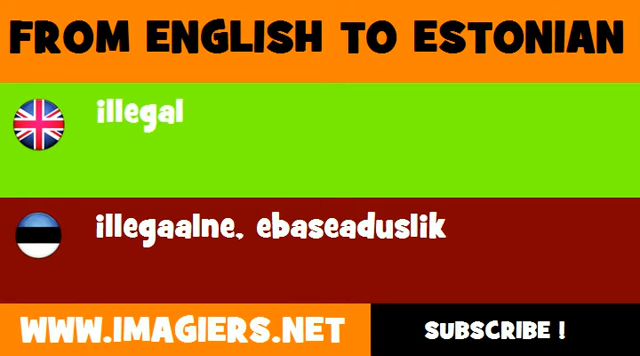 FROM ENGLISH TO ESTONIAN
illegal
illegaalne, ebaseaduslik
WWW.IMAGIERS.NET
SUBSCRIBE !